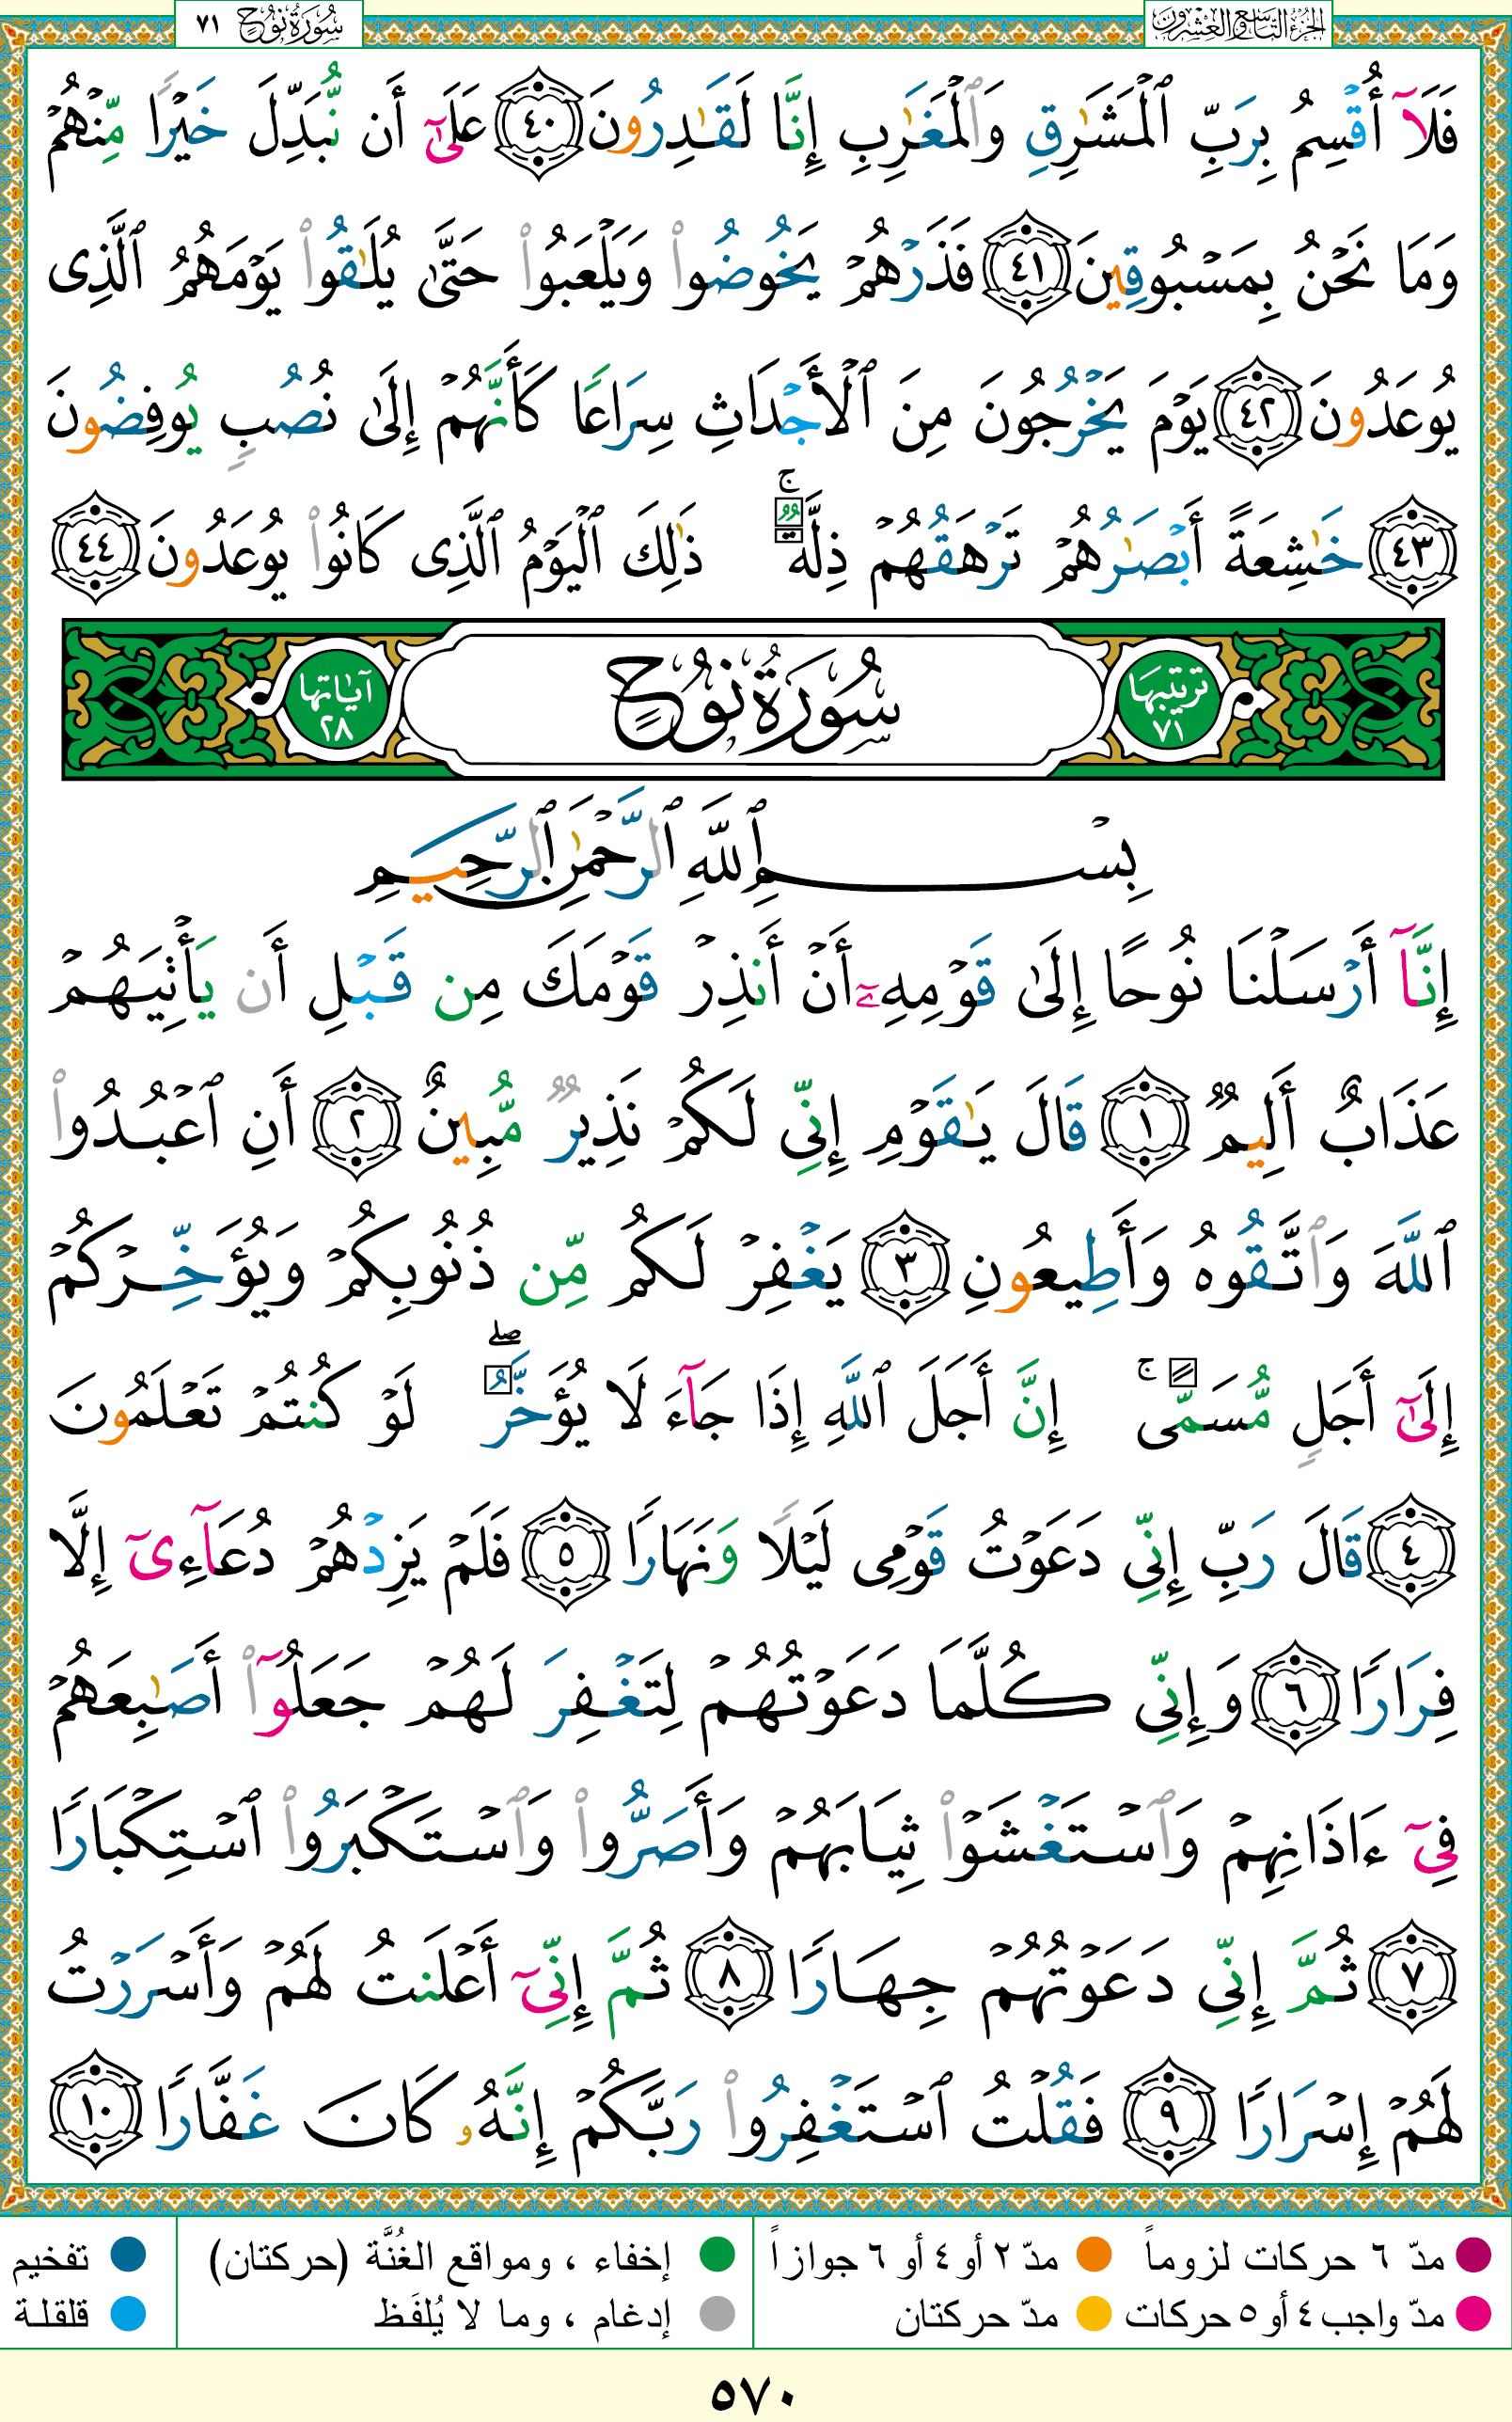 الجزء التاسع والعشرون
سورة نوح ٧١
فَلَآ أُقْسِمُ بِرَبِّ ٱلْمَشَٰرِقِ وَٱلْمَغَٰرِبِ إِنَّا لَقَٰدِرُونَ ٤٠ عَلَىٰٓ أَن نُّبَدِّلَ خَيْرًا مِّنْهُمْ
وَمَا نَحْنُ بِمَسْبُوقِينَ ٤١ فَذَرْهُمْ يَخُوضُوا۟ وَيَلْعَبُوا۟ حَتَّىٰ يُلَٰقُوا۟ يَوْمَهُمُ ٱلَّذِى
يُوعَدُونَ ٤٢ يَوْمَ يَخْرُجُونَ مِنَ ٱلْأَجْدَاثِ سِرَاعًا كَأَنَّهُمْ إِلَىٰ نُصُبٍ يُوفِضُونَ
٤٣ خَٰشِعَةً أَبْصَٰرُهُمْ تَرْهَقُهُمْ ذِلَّةٌ ۚ ذَٰلِكَ ٱلْيَوْمُ ٱلَّذِى كَانُوا۟ يُوعَدُونَ ٤٤
ترتيبها ٧١ سُورَةُ نُوحٍ آياتها ٢٨
بِسْمِ ٱللَّهِ ٱلرَّحْمَٰنِ ٱلرَّحِيمِ
إِنَّآ أَرْسَلْنَا نُوحًا إِلَىٰ قَوْمِهِۦٓ أَنْ أَنذِرْ قَوْمَكَ مِن قَبْلِ أَن يَأْتِيَهُمْ
عَذَابٌ أَلِيمٌ ١ قَالَ يَٰقَوْمِ إِنِّى لَكُمْ نَذِيرٌ مُّبِينٌ ٢ أَنِ ٱعْبُدُوا۟
ٱللَّهَ وَٱتَّقُوهُ وَأَطِيعُونِ ٣ يَغْفِرْ لَكُم مِّن ذُنُوبِكُمْ وَيُؤَخِّرْكُمْ
إِلَىٰٓ أَجَلٍ مُّسَمًّى ۚ إِنَّ أَجَلَ ٱللَّهِ إِذَا جَآءَ لَا يُؤَخَّرُ ۖ لَوْ كُنتُمْ تَعْلَمُونَ
٤ قَالَ رَبِّ إِنِّى دَعَوْتُ قَوْمِى لَيْلًا وَنَهَارًا ٥ فَلَمْ يَزِدْهُمْ دُعَآءِىٓ إِلَّا
فِرَارًا ٦ وَإِنِّى كُلَّمَا دَعَوْتُهُمْ لِتَغْفِرَ لَهُمْ جَعَلُوٓا۟ أَصَٰبِعَهُمْ
فِىٓ ءَاذَانِهِمْ وَٱسْتَغْشَوْا۟ ثِيَابَهُمْ وَأَصَرُّوا۟ وَٱسْتَكْبَرُوا۟ ٱسْتِكْبَارًا
٧ ثُمَّ إِنِّى دَعَوْتُهُمْ جِهَارًا ٨ ثُمَّ إِنِّىٓ أَعْلَنتُ لَهُمْ وَأَسْرَرْتُ
لَهُمْ إِسْرَارًا ٩ فَقُلْتُ ٱسْتَغْفِرُوا۟ رَبَّكُمْ إِنَّهُۥ كَانَ غَفَّارًا ١٠
مدّ ٦ حركات لزوماً مدّ ٢ أو ٤ أو ٦ جوازاً إخفاء ، ومواقع الغُنَّة (حركتان) تفخيم
مدّ واجب ٤ أو ٥ حركات مدّ حركتان إدغام ، وما لا يُلفَظ قلقلة
٥٧٠